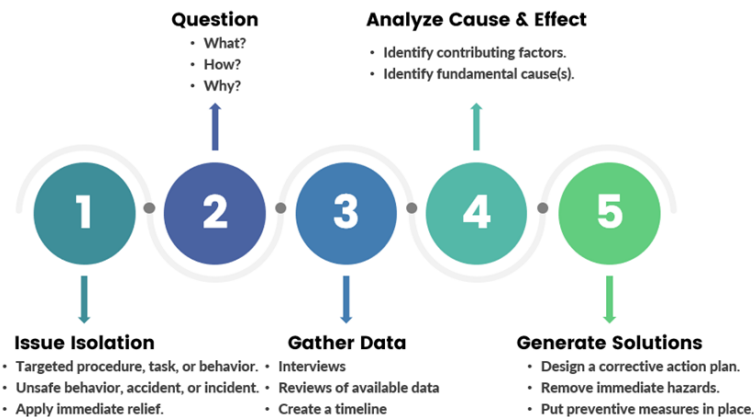 Question
• What?
• How?
• Why?
Analyze Cause & Effect
• Identify contributing factors.
• Identify fundamental cause(s).
1
2
3
4
5
Issue Isolation
• Targeted procedure, task, or behavior.
• Unsafe behavior, accident, or incident.
• Apply immediate relief.
Gather Data
• Interviews
• Reviews of available data
• Create a timeline
Generate Solutions
• Design a corrective action plan.
• Remove immediate hazards.
• Put preventive measures in place.